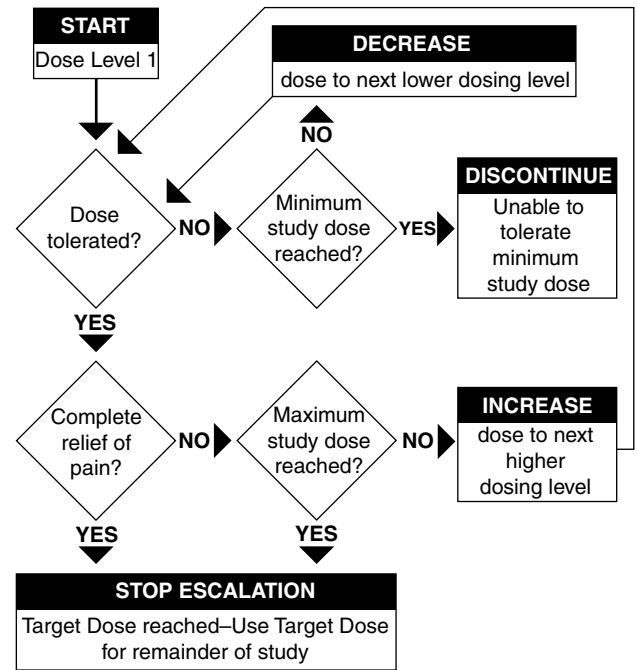 START
Dose Level 1
DECREASE
dose to next lower dosing level
NO
Dose
tolerated?
NO
Minimum
study dose
reached?
YES
DISCONTINUE
Unable to
tolerate
minimum
study dose
YES
Complete
relief of
pain?
NO
Maximum
study dose
reached?
NO
INCREASE
dose to next
higher
dosing level
YES
YES
STOP ESCALATION
Target Dose reached–Use Target Dose
for remainder of study